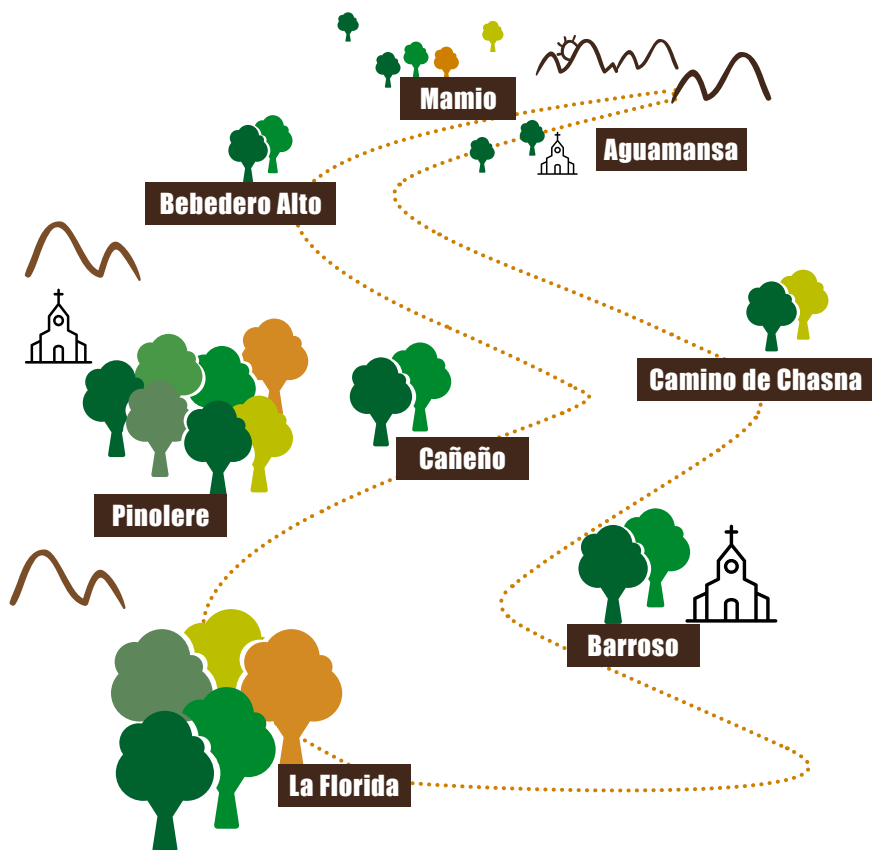 Mamio
Aguamansa
Bebedero Alto
Camino de Chasna
Cañeño
Pinolere
Barroso
La Florida